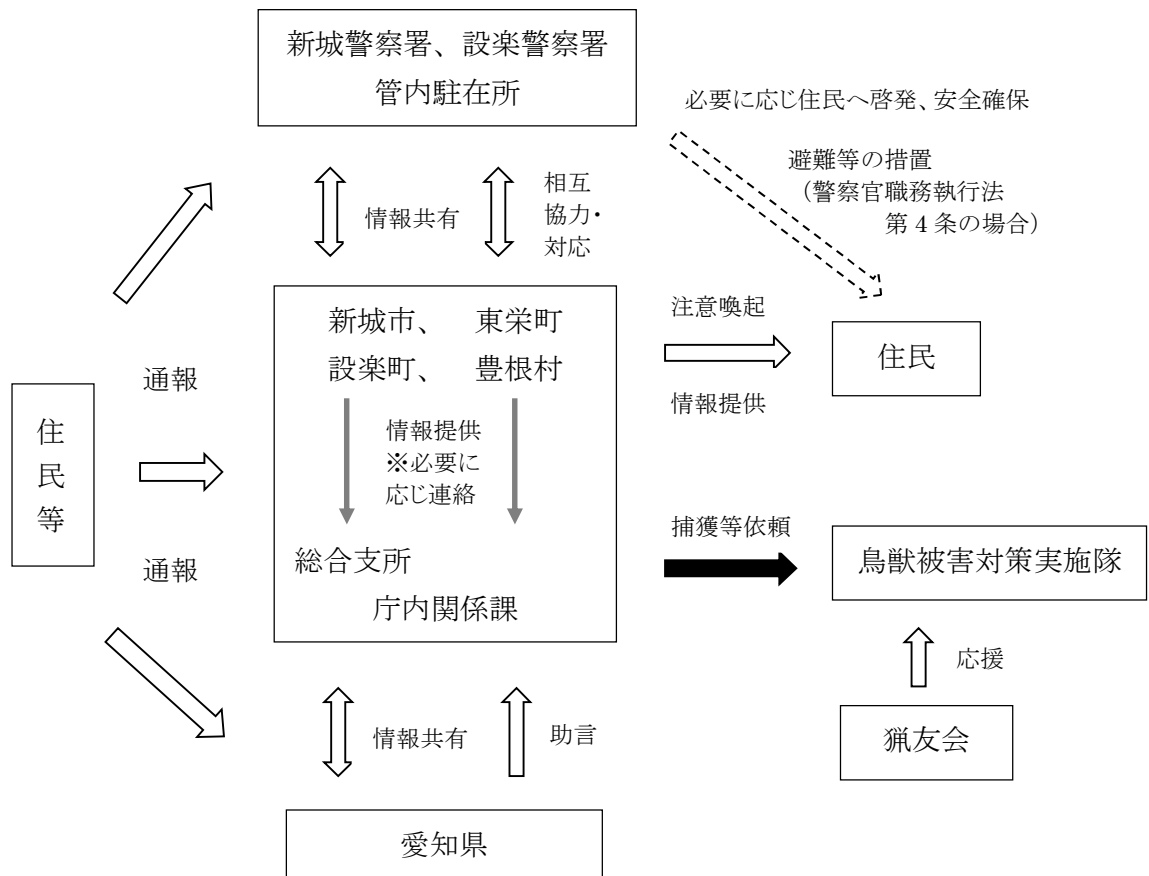 新城警察署、設楽警察署
管内駐在所
必要に応じ住民へ啓発、安全確保
避難等の措置
(警察官職務執行法
第4条の場合)
情報共有
相互
協力・
対応
新城市、 東栄町
設楽町、 豊根村
注意喚起
情報提供
住民
通報
住民等
情報提供
※必要に
応じ連絡
捕獲等依頼
鳥獣被害対策実施隊
総合支所
庁内関係課
通報
応援
猟友会
情報共有
助言
愛知県